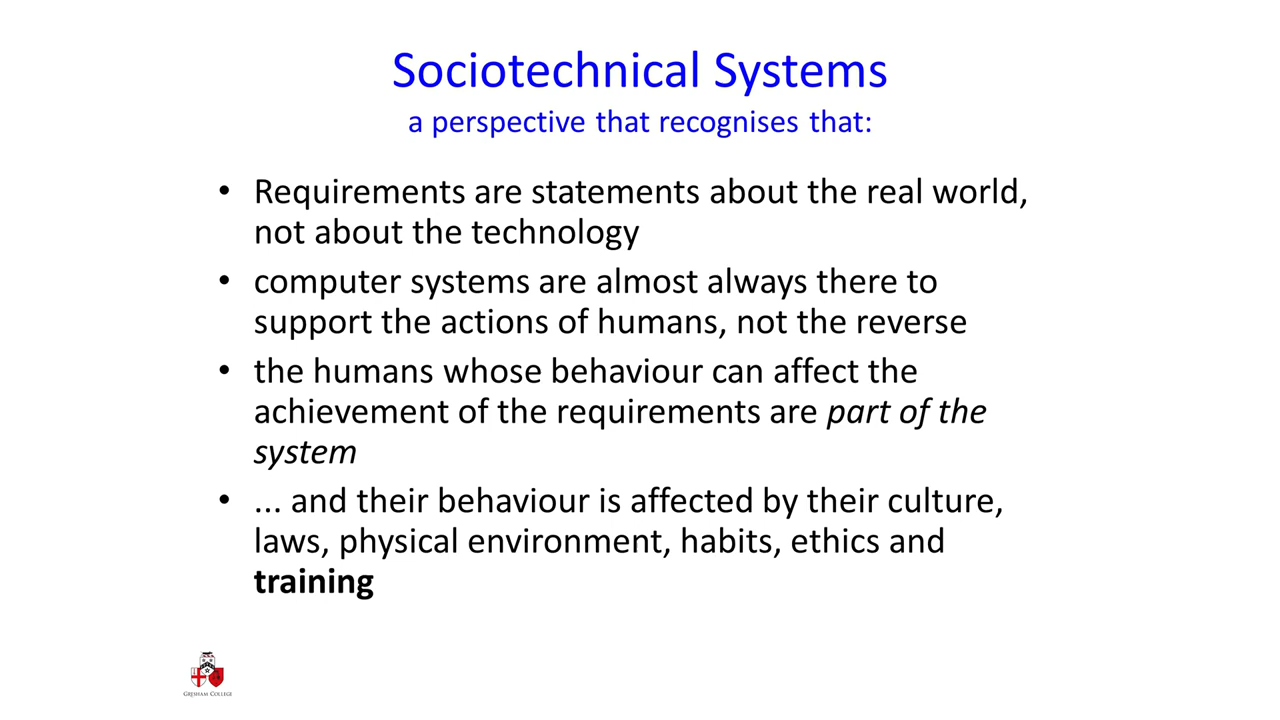 Sociotechnical Systems
a perspective that recognises that:
• Requirements are statements about the real world,
not about the technology
• computer systems are almost always there to
support the actions of humans, not the reverse
• the humans whose behaviour can affect the
achievement of the requirements are part of the
system
• ... and their behaviour is affected by their culture,
laws, physical environment, habits, ethics and
training
GRESHAM COLLEGE